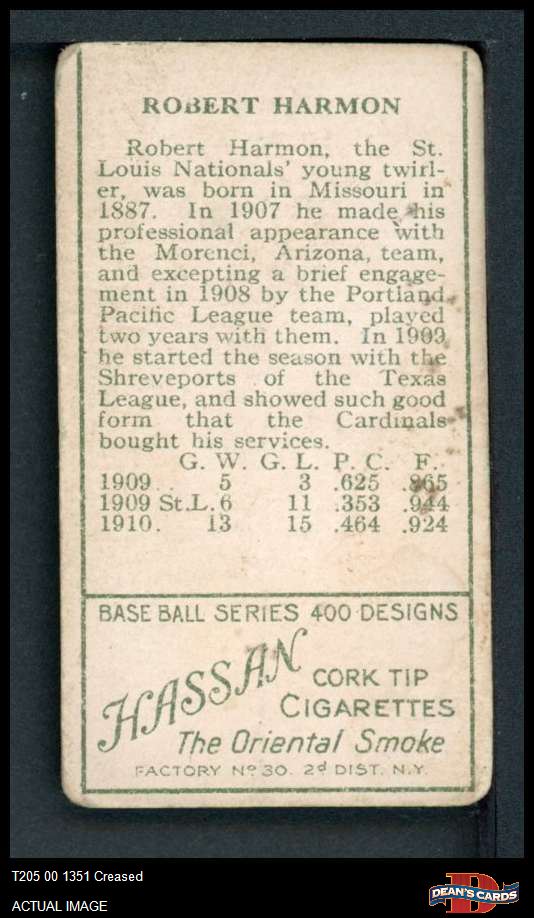 ROBERT HARMON
Robert Harmon, the St.
Louis Nationals' young twirl-
er, was born in Missouri in
1887. In 1907 he made his
professional appearance with
the Morenci, Arizona, team,
and excepting a brief engage-
ment in 1908 by the Portland
Pacific League team, played
two years with them. In 1909
he started the season with the
Shreveports of the Texas
League, and showed such good
form that the Cardinals
bought his services.
G. W. G. L. P. C. F.
1909 5 3 .625 .865
1909 St.L. 6 11 .353 .944
1910. 13 15 .464 .924
BASE BALL SERIES 400 DESIGNS
HASSAN
CORK TIP
CIGARETTES
The Oriental Smoke
FACTORY Nº 30. 2d DIST. N.Y.
T205 00 1351 Creased
ACTUAL IMAGE
DEAN'S CARDS